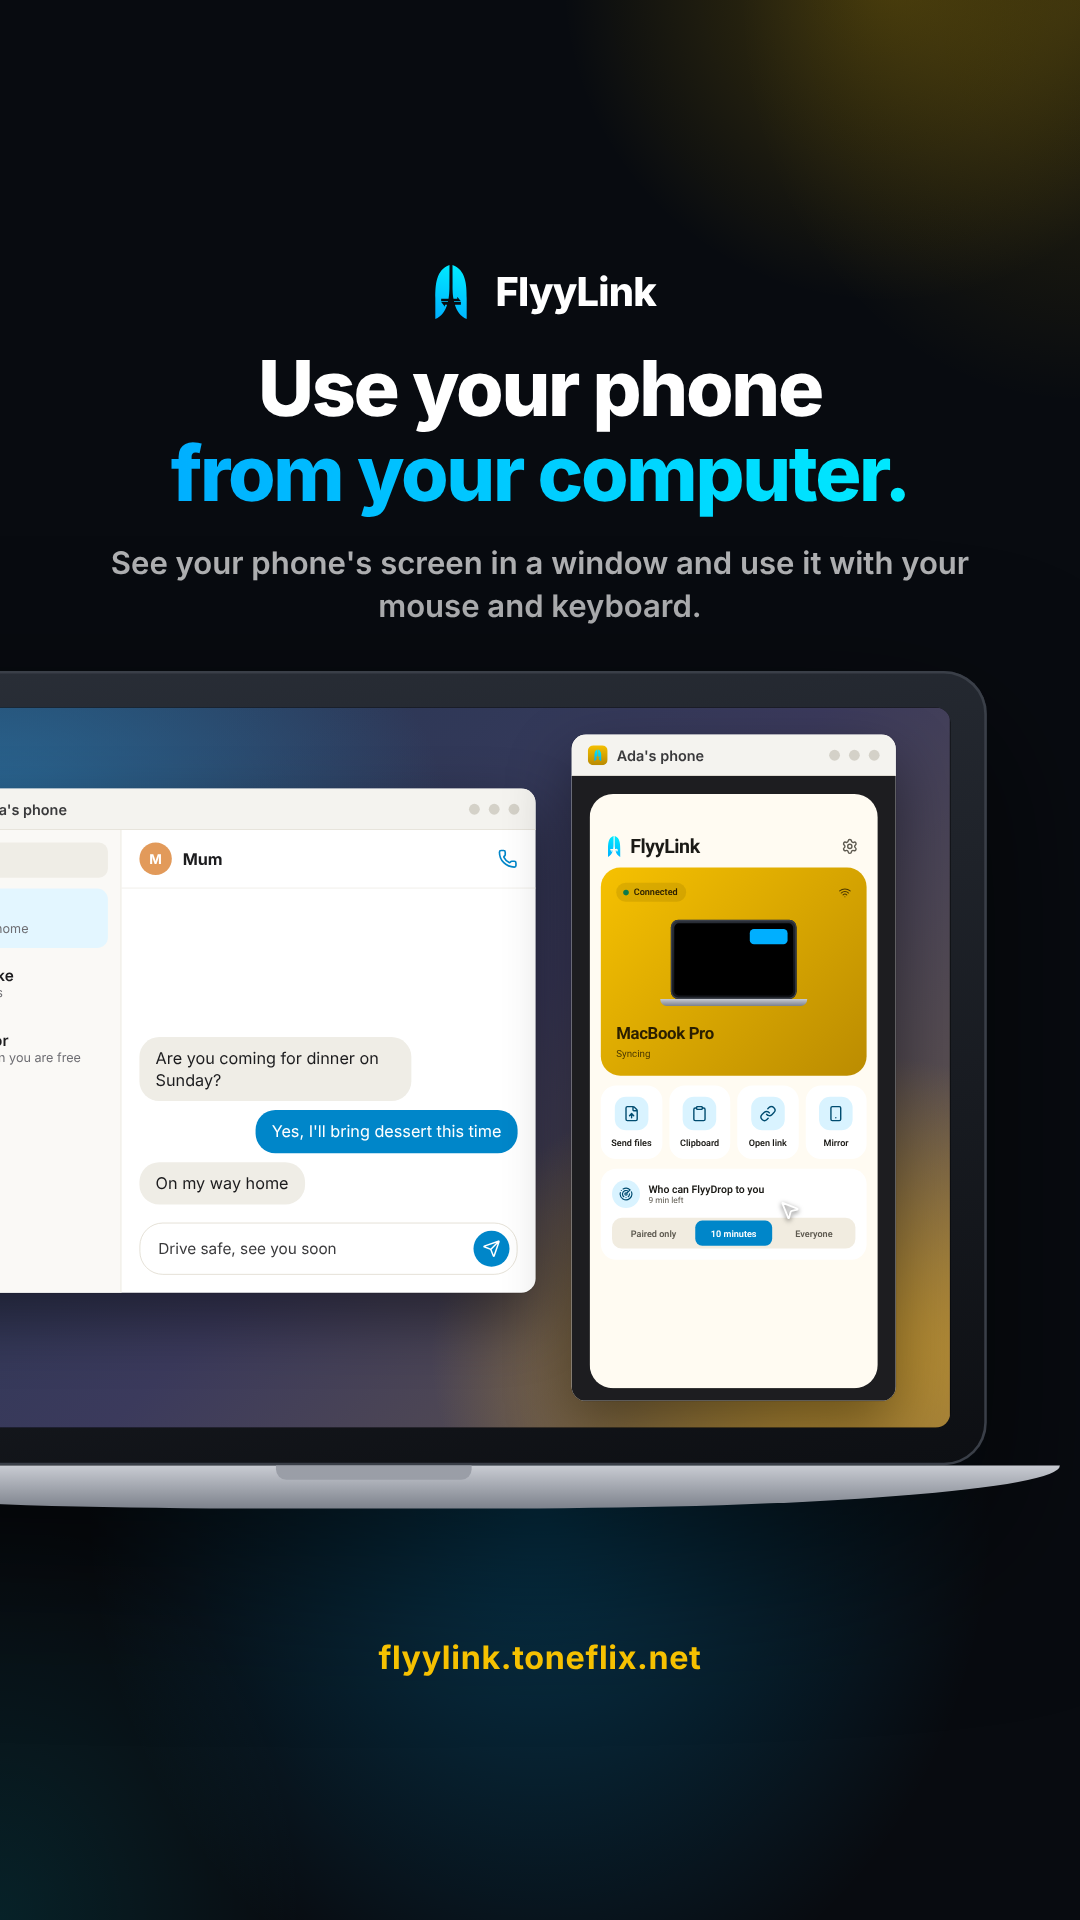 FlyyLink
Use your phone
from your computer.
See your phone's screen in a window and use it with your
mouse and keyboard.
a's phone
Mum
M
home
ke
s
or
n you are free
Are you coming for dinner on
Sunday?
Yes, I'll bring dessert this time
On my way home
Drive safe, see you soon
Ada's phone
FlyyLink
Connected
MacBook Pro
Syncing
Send files
Clipboard
Open link
Mirror
Who can FlyyDrop to you
9 min left
Paired only
10 minutes
Everyone
flyylink.toneflix.net